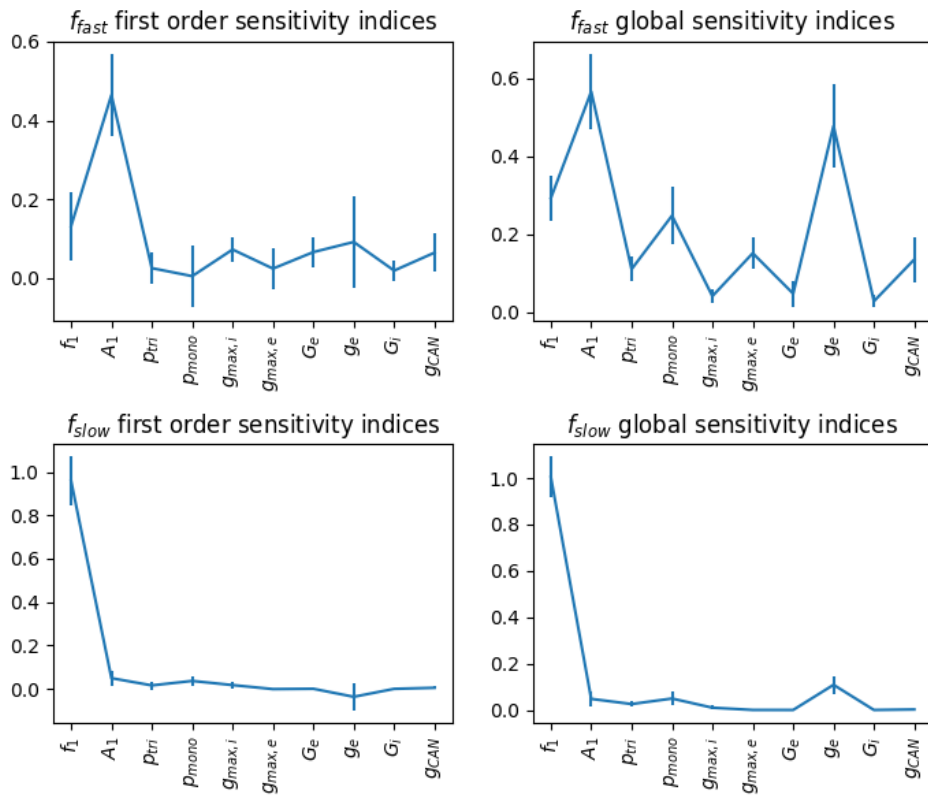 f_fast first order sensitivity indices
0.6
0.4
0.2
0.0
f_1 A_1 p_tri p_mono g_max,i g_max,e G_e g_e G_i g_CAN
f_fast global sensitivity indices
0.6
0.4
0.2
0.0
f_1 A_1 p_tri p_mono g_max,i g_max,e G_e g_e G_i g_CAN
f_slow first order sensitivity indices
1.0
0.8
0.6
0.4
0.2
0.0
f_1 A_1 p_tri p_mono g_max,i g_max,e G_e g_e G_i g_CAN
f_slow global sensitivity indices
1.0
0.8
0.6
0.4
0.2
0.0
f_1 A_1 p_tri p_mono g_max,i g_max,e G_e g_e G_i g_CAN